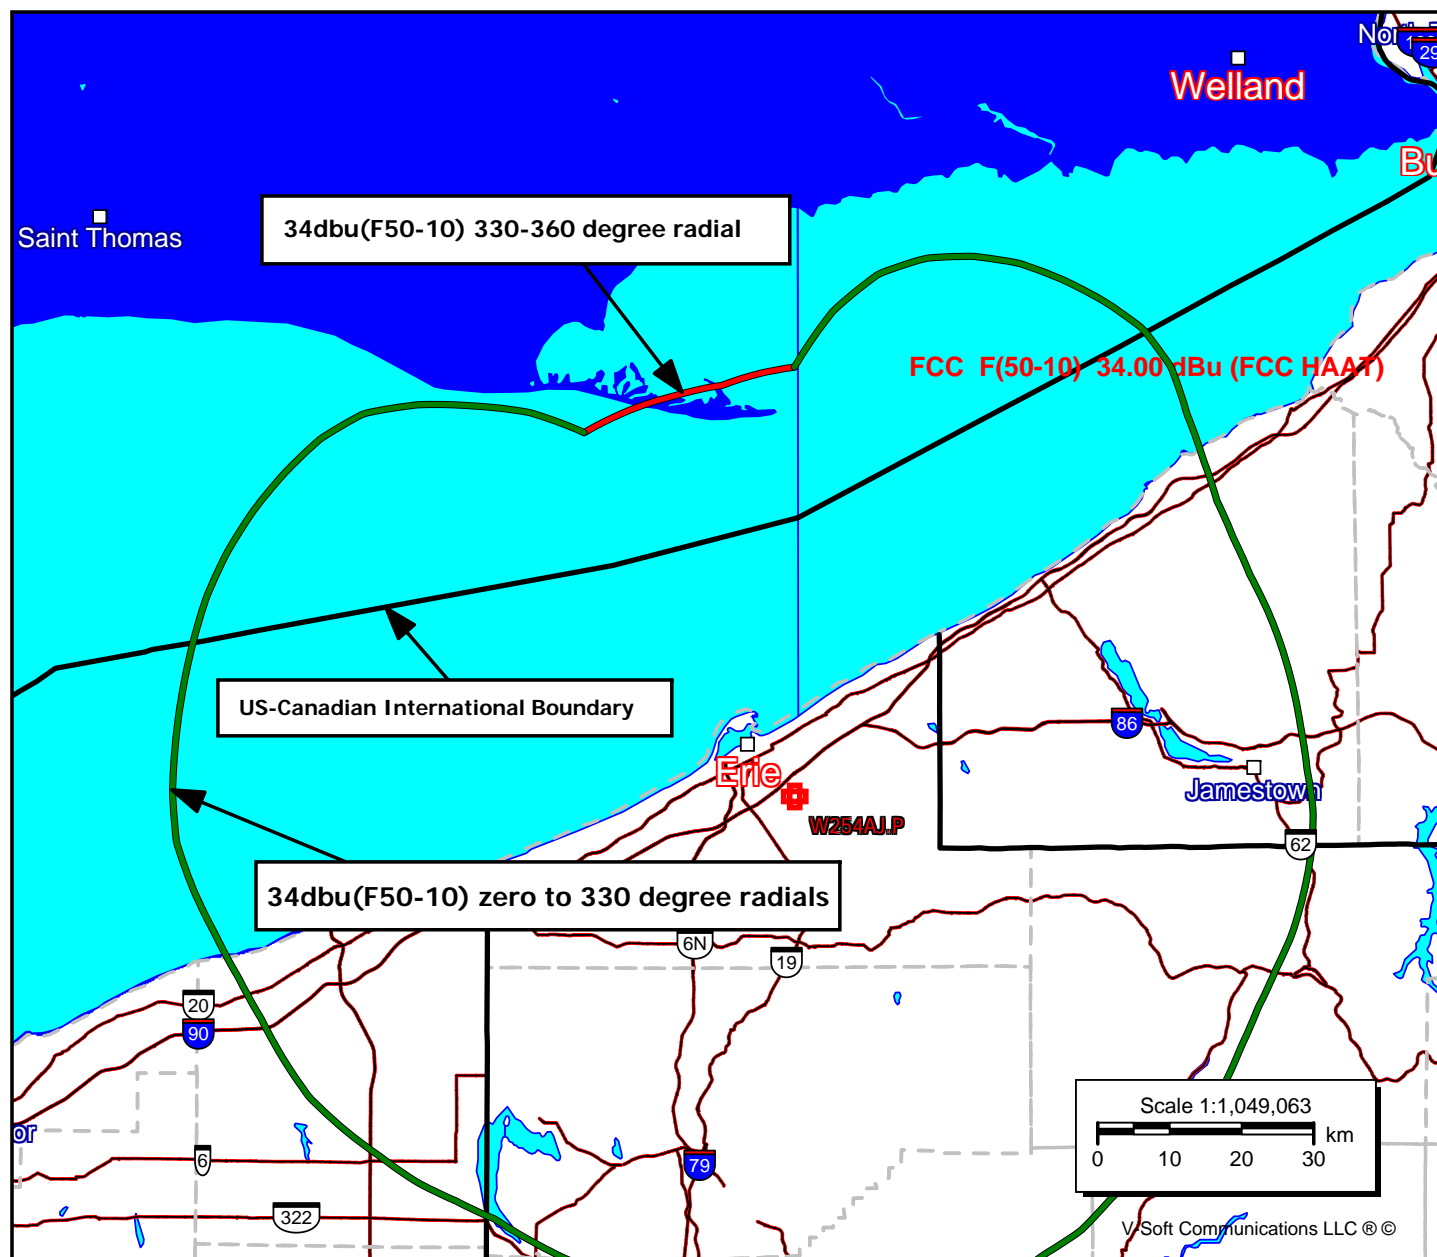 Welland
29
Saint Thomas
34dbu(F50-10) 330-360 degree radial
FCC F(50-10) 34.00 dBu (FCC HAAT)
US-Canadian International Boundary
86
Erie
Jamestown
W254AJ.P
62
34dbu(F50-10) zero to 330 degree radials
6N
19
20
90
Scale 1:1,049,063
km
0 10 20 30
or
6
79
322
V-Soft Communications LLC ® ©